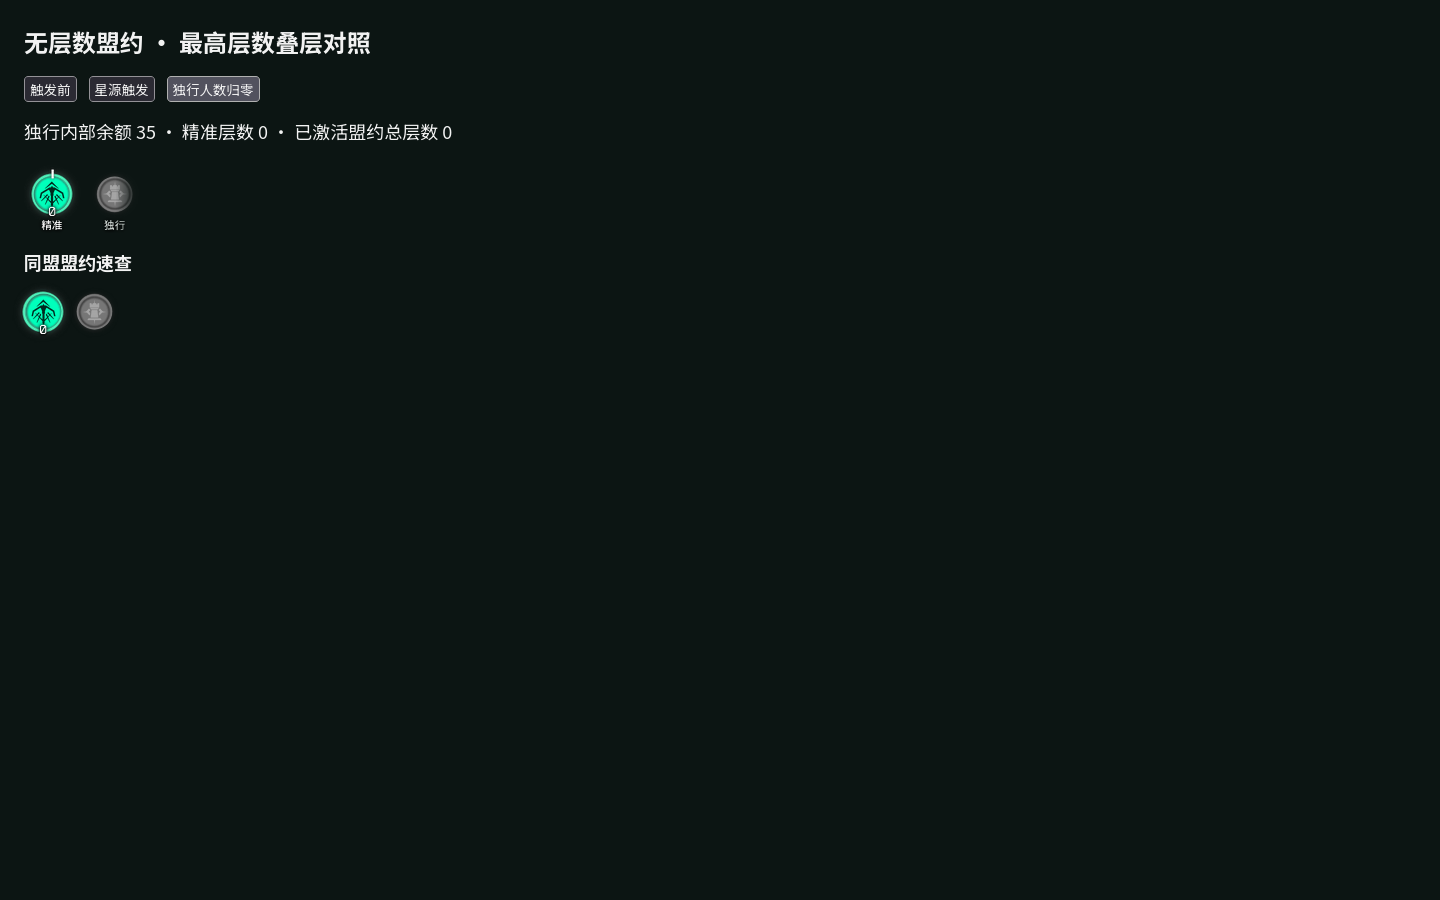 无层数盟约 · 最高层数叠层对照
触发前 星源触发 独行人数归零
独行内部余额 35 · 精准层数 0 · 已激活盟约总层数 0
0
精准 独行
同盟盟约速查
0